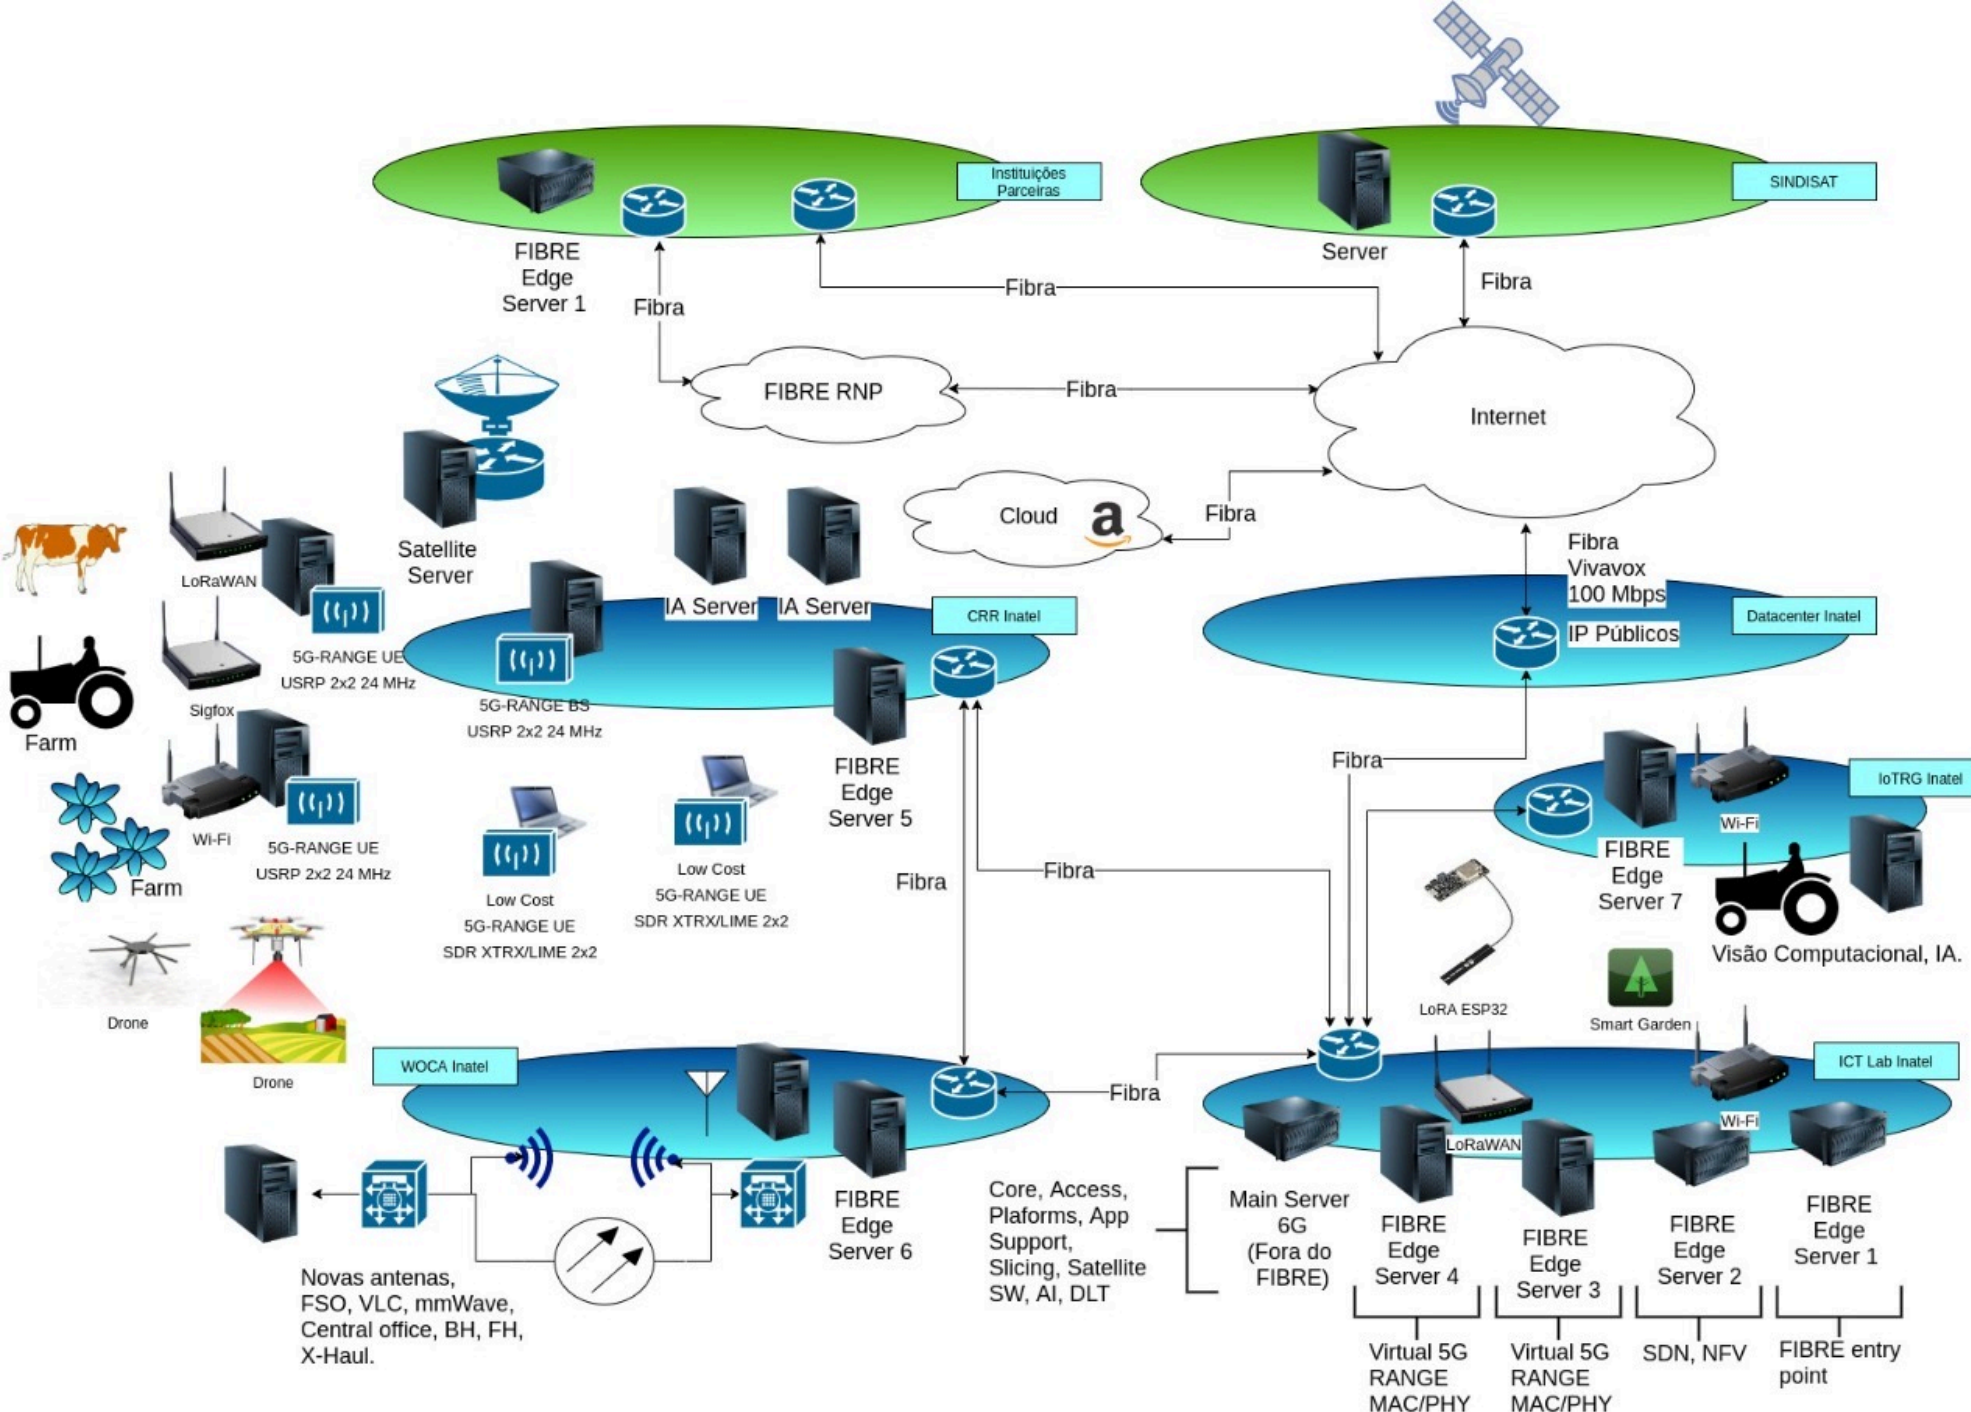 Instituições
Parceiras
SINDISAT
FIBRE
Edge
Server 1
Server
Fibra
Fibra
Fibra
FIBRE RNP
Fibra
Internet
Cloud
a
Fibra
Satellite
Server
LoRaWAN
IA Server
IA Server
CRR Inatel
Fibra
Vivavox
100 Mbps
IP Públicos
Datacenter Inatel
5G-RANGE UE
USRP 2x2 24 MHz
Sigfox
Farm
5G-RANGE BS
USRP 2x2 24 MHz
FIBRE
Edge
Server 5
Fibra
IoTRG Inatel
Wi-Fi
FIBRE
Edge
Server 7
Wi-Fi
5G-RANGE UE
USRP 2x2 24 MHz
Farm
Low Cost
5G-RANGE UE
SDR XTRX/LIME 2x2
Low Cost
5G-RANGE UE
SDR XTRX/LIME 2x2
Fibra
Fibra
Visão Computacional, IA.
LoRA ESP32
Smart Garden
Drone
Drone
WOCA Inatel
ICT Lab Inatel
Fibra
Wi-Fi
LoRaWAN
FIBRE
Edge
Server 6
Core, Access,
Plaforms, App
Support,
Slicing, Satellite
SW, AI, DLT
Main Server
6G
(Fora do
FIBRE)
FIBRE
Edge
Server 4
FIBRE
Edge
Server 3
FIBRE
Edge
Server 2
FIBRE
Edge
Server 1
Novas antenas,
FSO, VLC, mmWave,
Central office, BH, FH,
X-Haul.
Virtual 5G
RANGE
MAC/PHY
Virtual 5G
RANGE
MAC/PHY
SDN, NFV
FIBRE entry
point